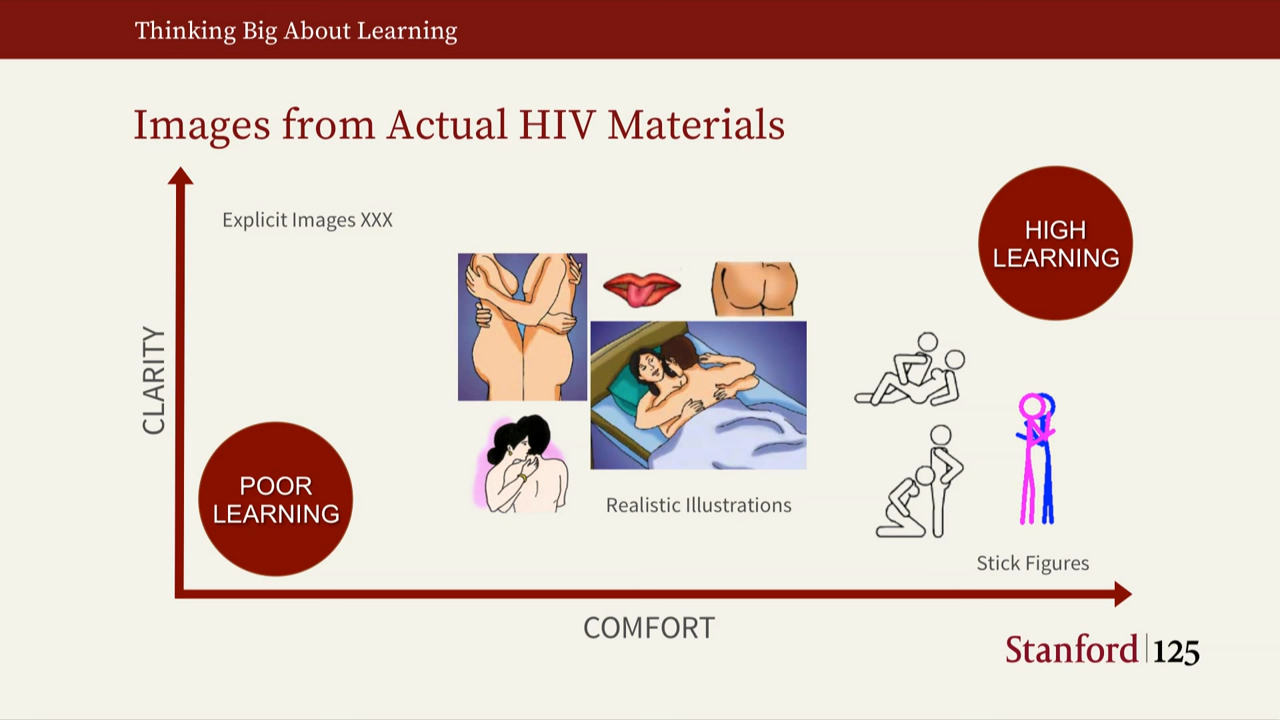 Thinking Big About Learning
Images from Actual HIV Materials
Explicit Images XXX
HIGH
LEARNING
CLARITY
POOR
LEARNING
Realistic Illustrations
Stick Figures
COMFORT
Stanford 125